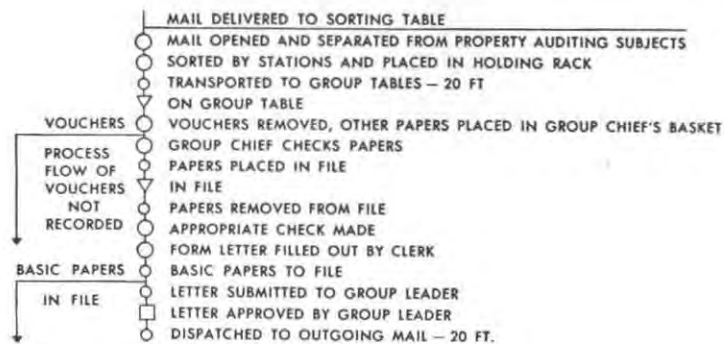 MAIL DELIVERED TO SORTING TABLE
MAIL OPENED AND SEPARATED FROM PROPERTY AUDITING SUBJECTS
SORTED BY STATIONS AND PLACED IN HOLDING RACK
TRANSPORTED TO GROUP TABLES — 20 FT
ON GROUP TABLE
VOUCHERS
VOUCHERS REMOVED, OTHER PAPERS PLACED IN GROUP CHIEF'S BASKET
GROUP CHIEF CHECKS PAPERS
PROCESS
FLOW OF
VOUCHERS
NOT
RECORDED
PAPERS PLACED IN FILE
IN FILE
PAPERS REMOVED FROM FILE
APPROPRIATE CHECK MADE
FORM LETTER FILLED OUT BY CLERK
BASIC PAPERS
BASIC PAPERS TO FILE
IN FILE
LETTER SUBMITTED TO GROUP LEADER
LETTER APPROVED BY GROUP LEADER
DISPATCHED TO OUTGOING MAIL — 20 FT.